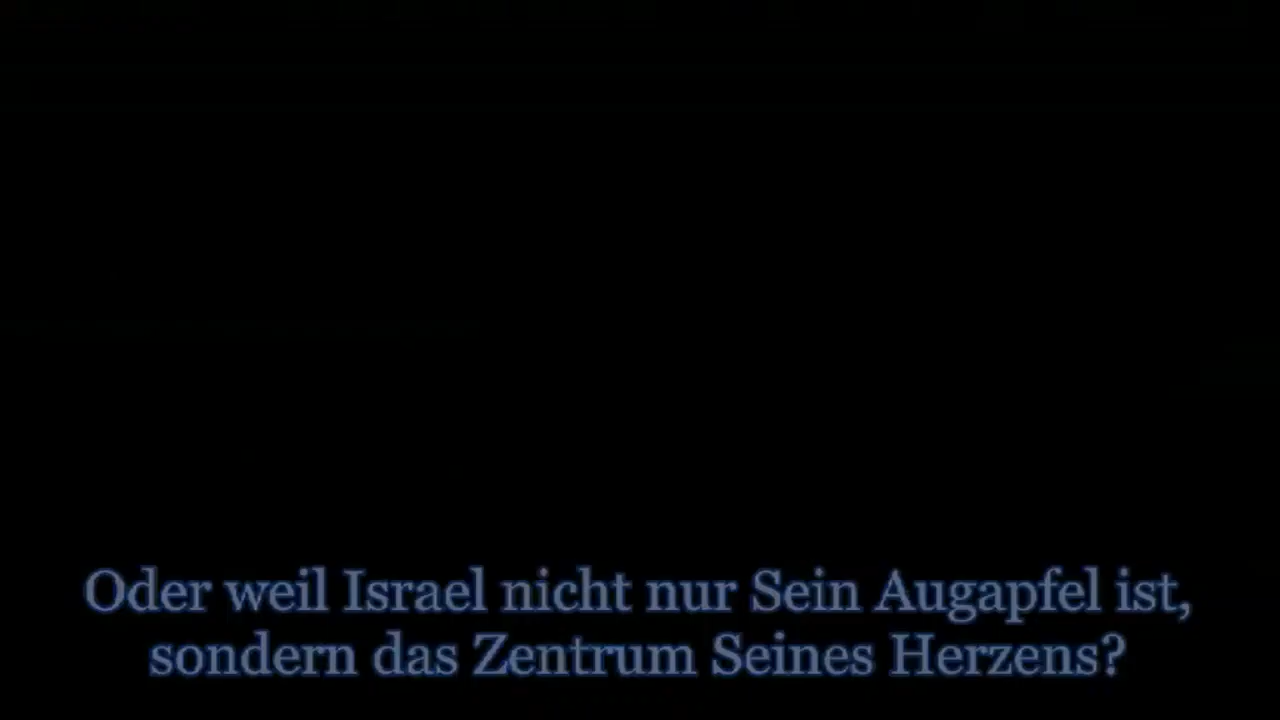 Oder weil Israel nicht nur Sein Augapfel ist,
sondern das Zentrum Seines Herzens?